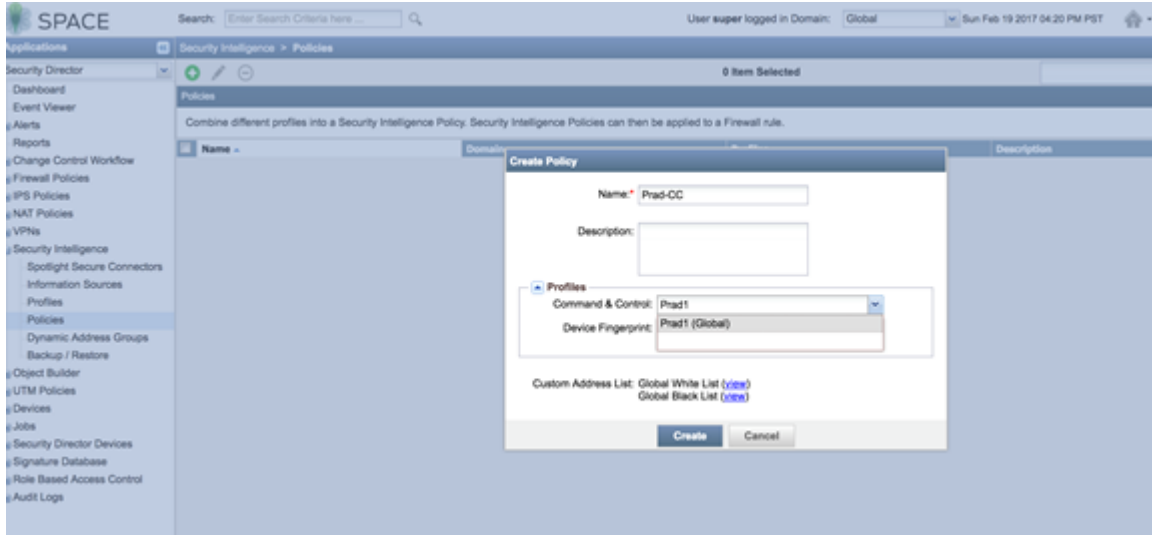 SPACE
Search: Enter Search Criteria here ...
User super logged in Domain: Global Sun Feb 19 2017 04:20 PM PST
Applications
Security Intelligence > Policies
Security Director
0 Item Selected
Dashboard
Policies
Event Viewer
Alerts
Combine different profiles into a Security Intelligence Policy. Security Intelligence Policies can then be applied to a Firewall rule.
Reports
Name Domain Description
Change Control Workflow
Create Policy
Firewall Policies
IPS Policies
Name:* Prad-CC
NAT Policies
VPNs
Description:
Security Intelligence
Spotlight Secure Connectors
Information Sources
Profiles
Profiles
Command & Control: Prad1
Policies
Device Fingerprint: Prad1 (Global)
Dynamic Address Groups
Backup / Restore
Object Builder
Custom Address List: Global White List (view)
UTM Policies
Global Black List (view)
Devices
Jobs
Create Cancel
Security Director Devices
Signature Database
Role Based Access Control
Audit Logs